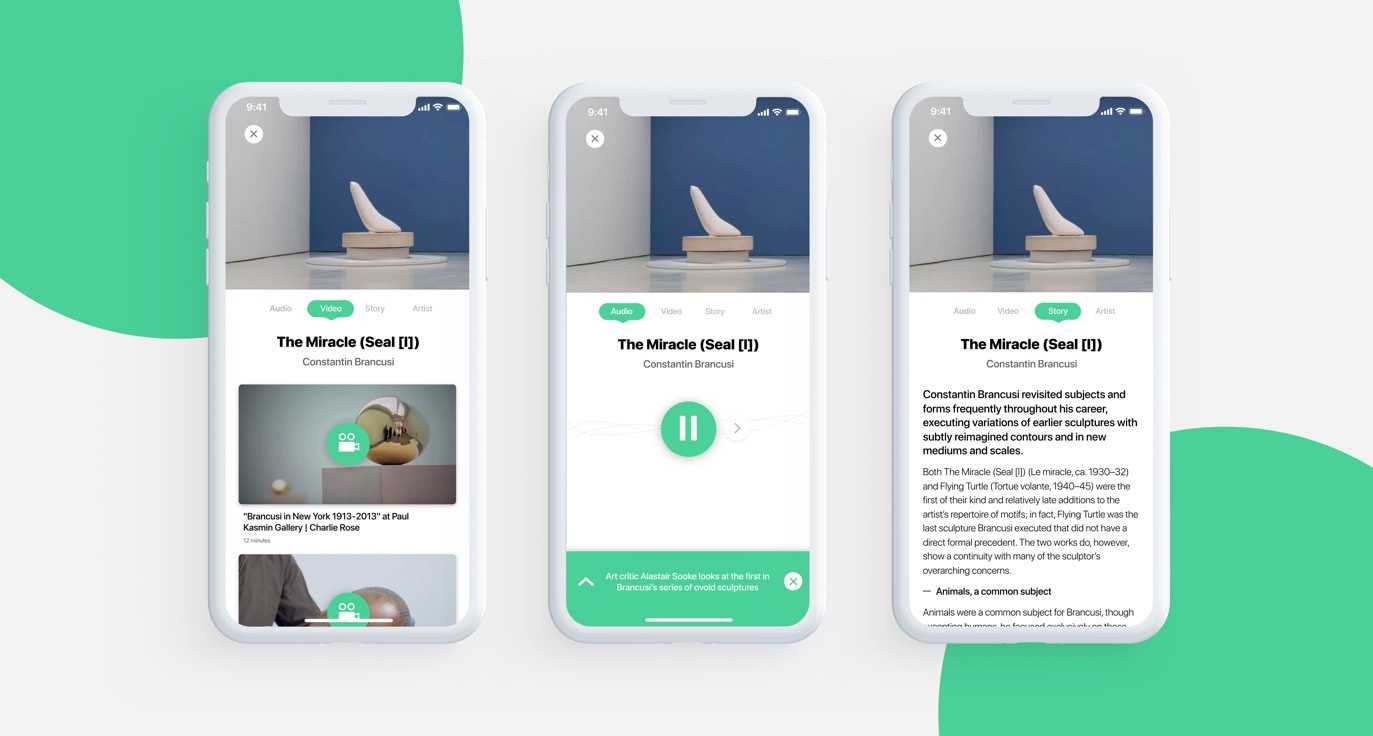 9:41
Audio Video Story Artist
The Miracle (Seal [I])
Constantin Brancusi
"Brancusi in New York 1913-2013" at Paul
Kasmin Gallery | Charlie Rose
12 minutes
9:41
Audio Video Story Artist
The Miracle (Seal [I])
Constantin Brancusi
Art critic Alastair Sooke looks at the first in
Brancusi's series of ovoid sculptures
9:41
Audio Video Story Artist
The Miracle (Seal [I])
Constantin Brancusi
Constantin Brancusi revisited subjects and
forms frequently throughout his career,
executing variations of earlier sculptures with
subtly reimagined contours and in new
mediums and scales.
Both The Miracle (Seal [I]) (Le miracle, ca. 1930–32)
and Flying Turtle (Tortue volante, 1940–45) were the
first of their kind and relatively late additions to the
artist's repertoire of motifs; in fact, Flying Turtle was the
last sculpture Brancusi executed that did not have a
direct formal precedent. The two works do, however,
show a continuity with many of the sculptor's
overarching concerns.
— Animals, a common subject
Animals were a common subject for Brancusi, though
humans, he focused exclusively on those